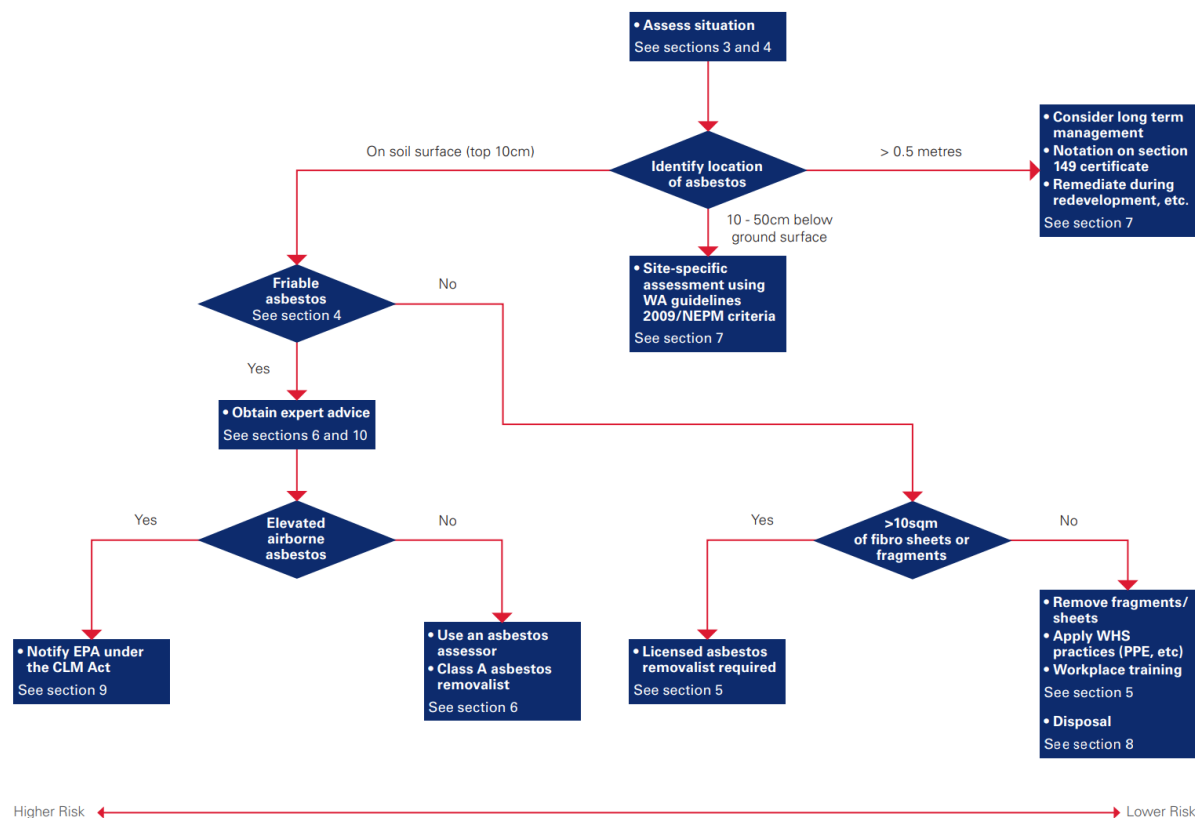 • Assess situation
See sections 3 and 4
On soil surface (top 10cm)
Identify location
of asbestos
> 0.5 metres
• Consider long term
management
• Notation on section
149 certificate
• Remediate during
redevelopment, etc.
See section 7
10 - 50cm below
ground surface
Friable
asbestos
See section 4
No
• Site-specific
assessment using
WA guidelines
2009/NEPM criteria
See section 7
Yes
• Obtain expert advice
See sections 6 and 10
Yes
Elevated
airborne
asbestos
No
Yes
>10sqm
of fibro sheets or
fragments
No
• Notify EPA under
the CLM Act
See section 9
• Use an asbestos
assessor
• Class A asbestos
removalist
See section 6
• Licensed asbestos
removalist required
See section 5
• Remove fragments/
sheets
• Apply WHS
practices (PPE, etc)
• Workplace training
See section 5
• Disposal
See section 8
Higher Risk
Lower Risk